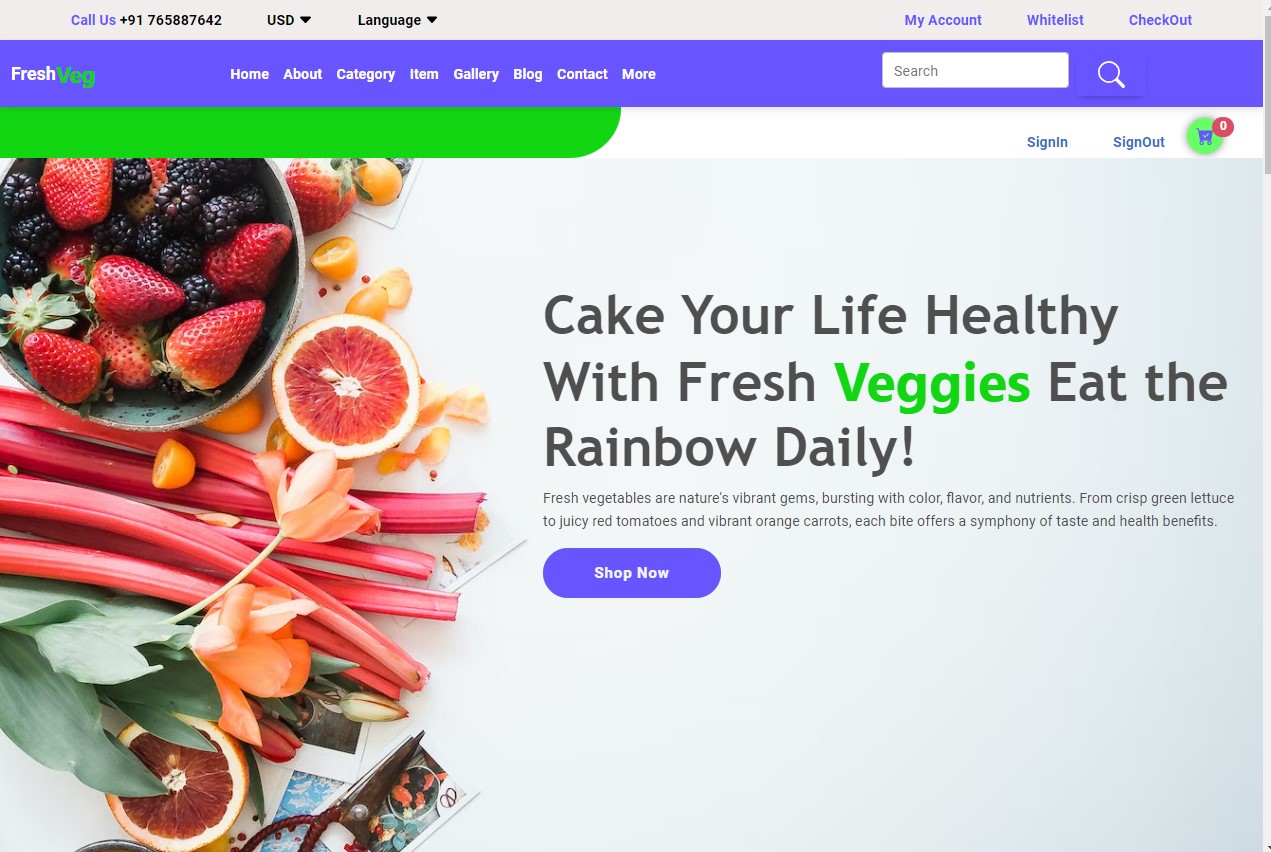 Call Us +91 765887642 USD Language My Account Whitelist CheckOut
FreshVeg Home About Category Item Gallery Blog Contact More Search
SignIn SignOut 0
Cake Your Life Healthy
With Fresh Veggies Eat the
Rainbow Daily!
Fresh vegetables are nature's vibrant gems, bursting with color, flavor, and nutrients. From crisp green lettuce
to juicy red tomatoes and vibrant orange carrots, each bite offers a symphony of taste and health benefits.
Shop Now